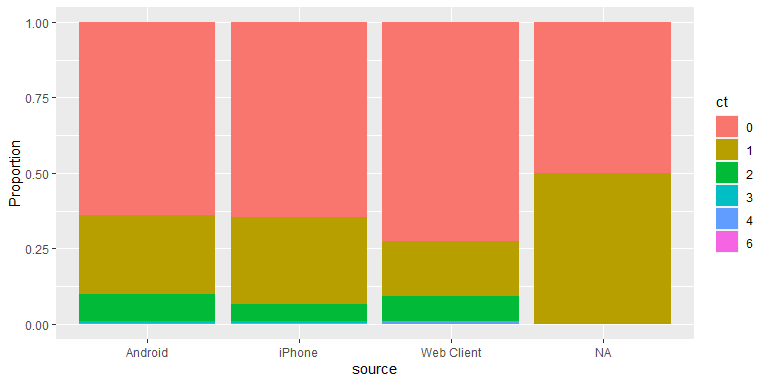 1.00
0.75
0.50
0.25
0.00
Proportion
Android
iPhone
Web Client
NA
source
ct
0
1
2
3
4
6